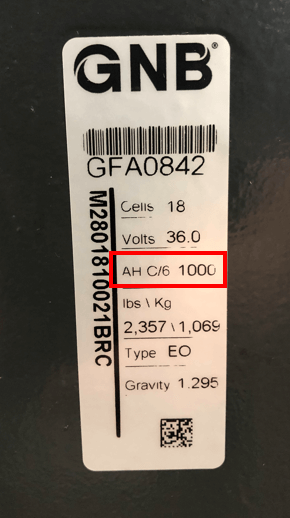 GNB
GFA0842
M2801810021BRC
Cells 18
Volts 36.0
AH C/6 1000
lbs \ Kg
2,357 \ 1,069
Type EO
Gravity 1.295